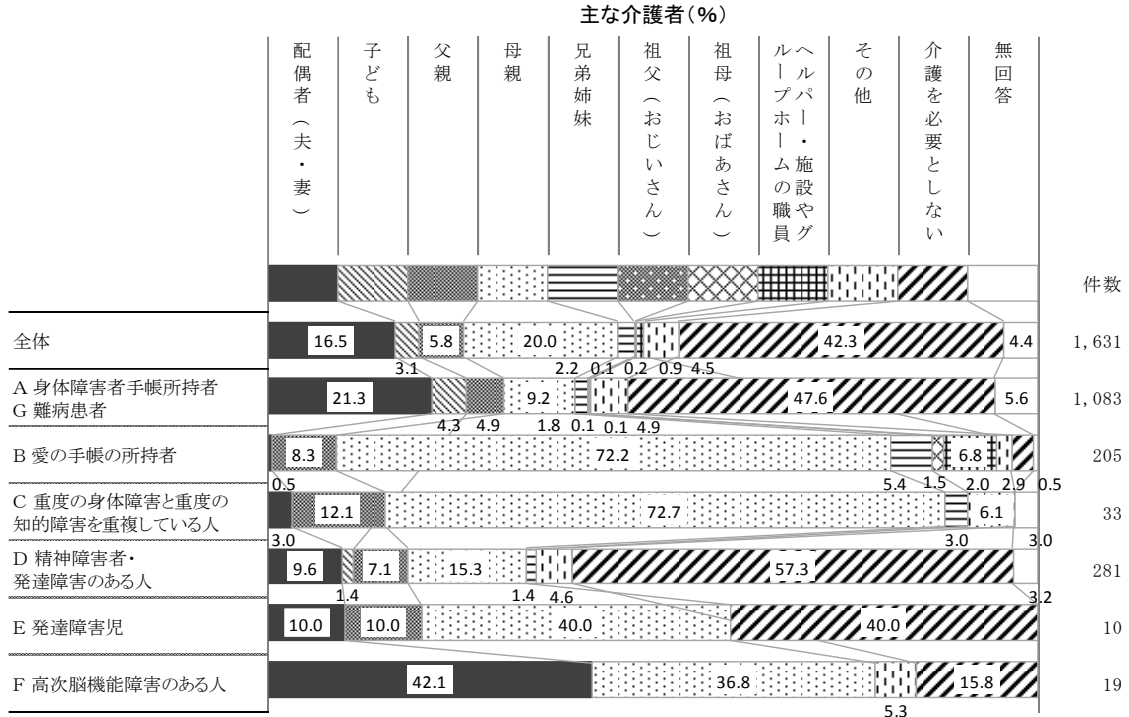 主な介護者(%)
配偶者（夫・妻）
子ども
父親
母親
兄弟姉妹
祖父（おじいさん）
祖母（おばあさん）
ヘルパー・施設やグ
ループホームの職員
その他
介護を必要としない
無回答
件数
全体
16.5
5.8
20.0
42.3
4.4
1,631
3.1
2.2
0.1
0.2
0.9
4.5
A 身体障害者手帳所持者
G 難病患者
21.3
9.2
47.6
5.6
1,083
4.3
4.9
1.8
0.1
0.1
4.9
B 愛の手帳の所持者
8.3
72.2
6.8
205
0.5
5.4
1.5
2.0
2.9
0.5
C 重度の身体障害と重度の
知的障害を重複している人
12.1
72.7
6.1
33
3.0
3.0
3.0
D 精神障害者・
発達障害のある人
9.6
7.1
15.3
57.3
281
1.4
1.4
4.6
3.2
E 発達障害児
10.0
10.0
40.0
40.0
10
F 高次脳機能障害のある人
42.1
36.8
15.8
19
5.3